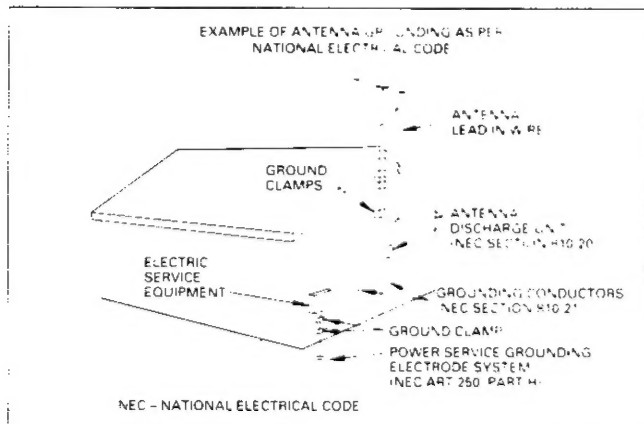 EXAMPLE OF ANTENNA GROUNDING AS PER
NATIONAL ELECTRICAL CODE
ANTENNA
LEAD IN WIRE
GROUND
CLAMPS
ANTENNA
DISCHARGE UNIT
(NEC SECTION 810-20
ELECTRIC
SERVICE
EQUIPMENT
GROUNDING CONDUCTORS
NEC SECTION 810-21
GROUND CLAMP
POWER SERVICE GROUNDING
ELECTRODE SYSTEM
(NEC ART 250 PART H)
NEC – NATIONAL ELECTRICAL CODE